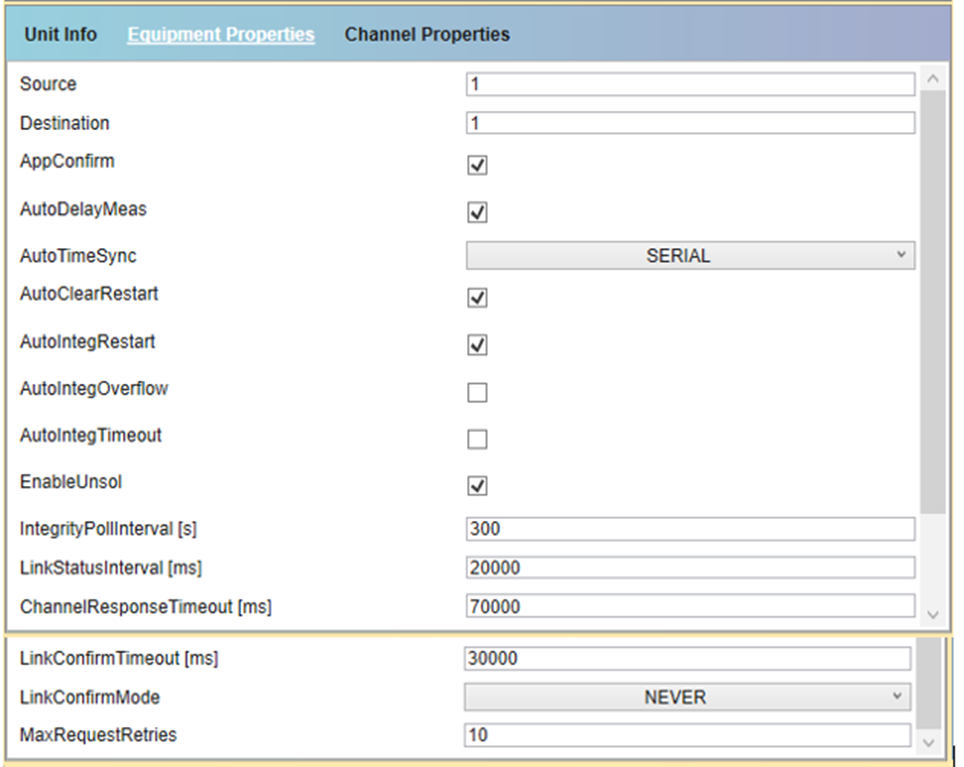 Unit Info Equipment Properties Channel Properties
Source 1
Destination 1
AppConfirm
AutoDelayMeas
AutoTimeSync SERIAL
AutoClearRestart
AutoIntegRestart
AutoIntegOverflow
AutoIntegTimeout
EnableUnsol
IntegrityPollInterval [s] 300
LinkStatusInterval [ms] 20000
ChannelResponseTimeout [ms] 70000
LinkConfirmTimeout [ms] 30000
LinkConfirmMode NEVER
MaxRequestRetries 10